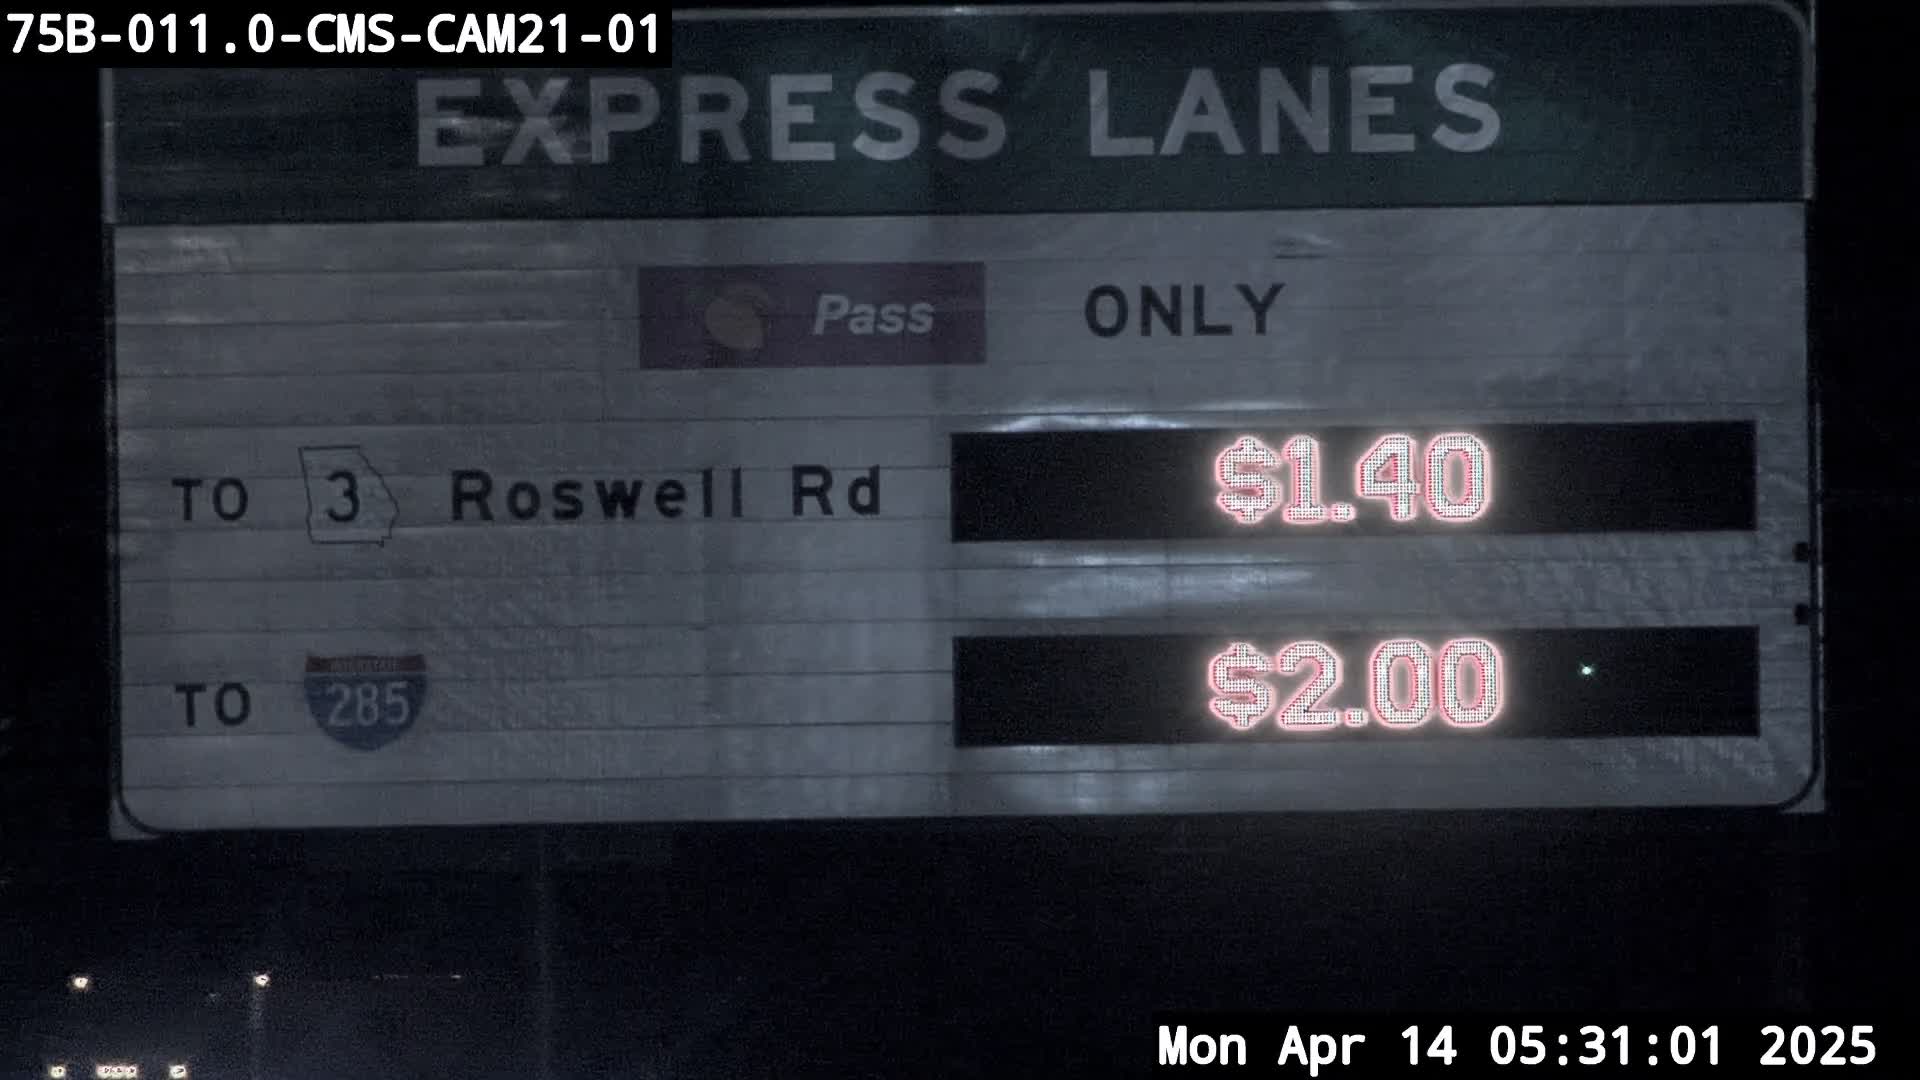 75B-011.0-CMS-CAM21-01
EXPRESS LANES
Pass ONLY
TO 3 Roswell Rd $1.40
INTERSTATE
TO 285 $2.00
Mon Apr 14 05:31:01 2025